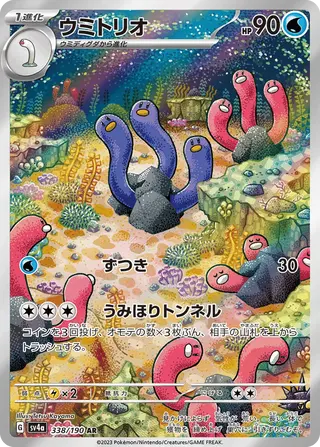 1進化
ウミトリオ
HP 90
ウミディグダから進化
ずつき 30
うみほりトンネル
コインを3回投げ、オモテの数×3枚ぶん、相手の山札を上から
トラッシュする。
弱点 ×2 抵抗力 にげる
Illus. Tetsu Kayama
G sv4a 338/190 AR
©2023 Pokémon/Nintendo/Creatures/GAME FREAK.